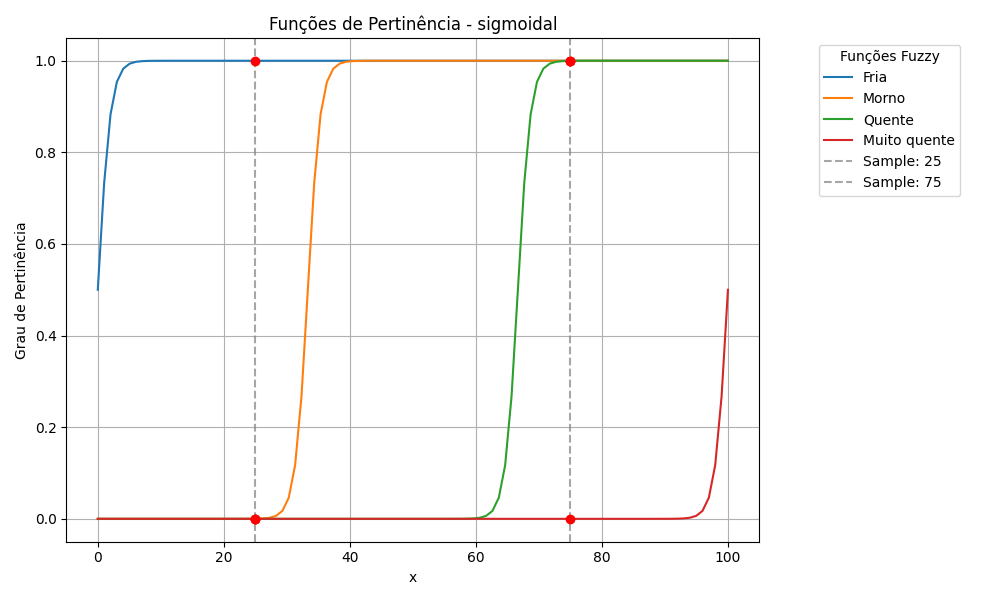 Funções de Pertinência - sigmoidal
Grau de Pertinência
1.0
0.8
0.6
0.4
0.2
0.0
0
20
40
60
80
100
x
Funções Fuzzy
Fria
Morno
Quente
Muito quente
Sample: 25
Sample: 75